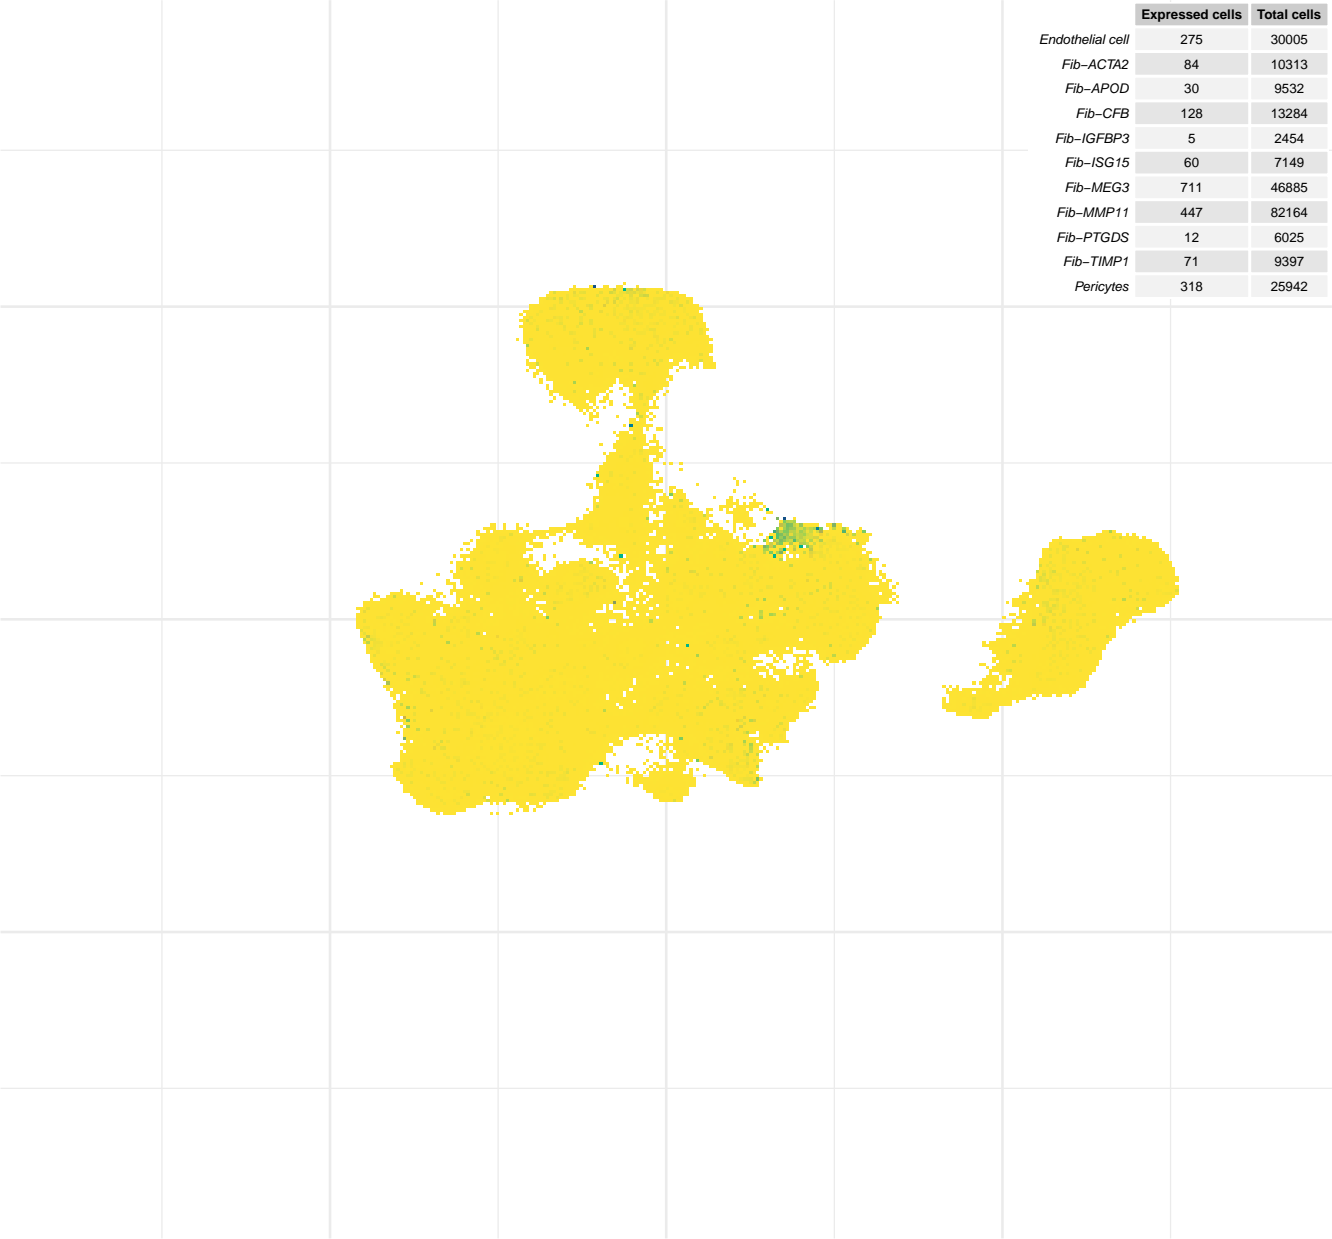 Expressed cells Total cells
Endothelial cell 275 30005
Fib−ACTA2 84 10313
Fib−APOD 30 9532
Fib−CFB 128 13284
Fib−IGFBP3 5 2454
Fib−ISG15 60 7149
Fib−MEG3 711 46885
Fib−MMP11 447 82164
Fib−PTGDS 12 6025
Fib−TIMP1 71 9397
Pericytes 318 25942